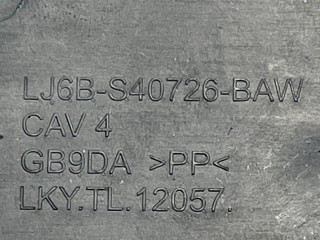 LJ6B-S40726-BAW
CAV 4
GB9DA >PP<
LKY.TL.12057.